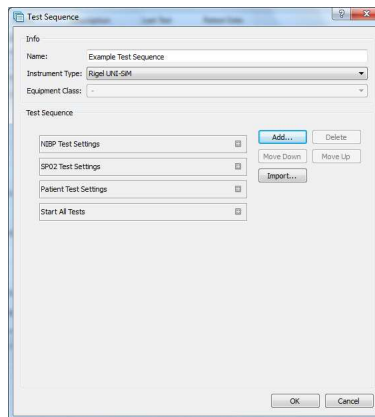 Test Sequence
Info
Name: Example Test Sequence
Instrument Type: Rigel UNI-SiM
Equipment Class: -
Test Sequence
Add... Delete
NIBP Test Settings
Move Down Move Up
SPO2 Test Settings
Import...
Patient Test Settings
Start All Tests
OK Cancel